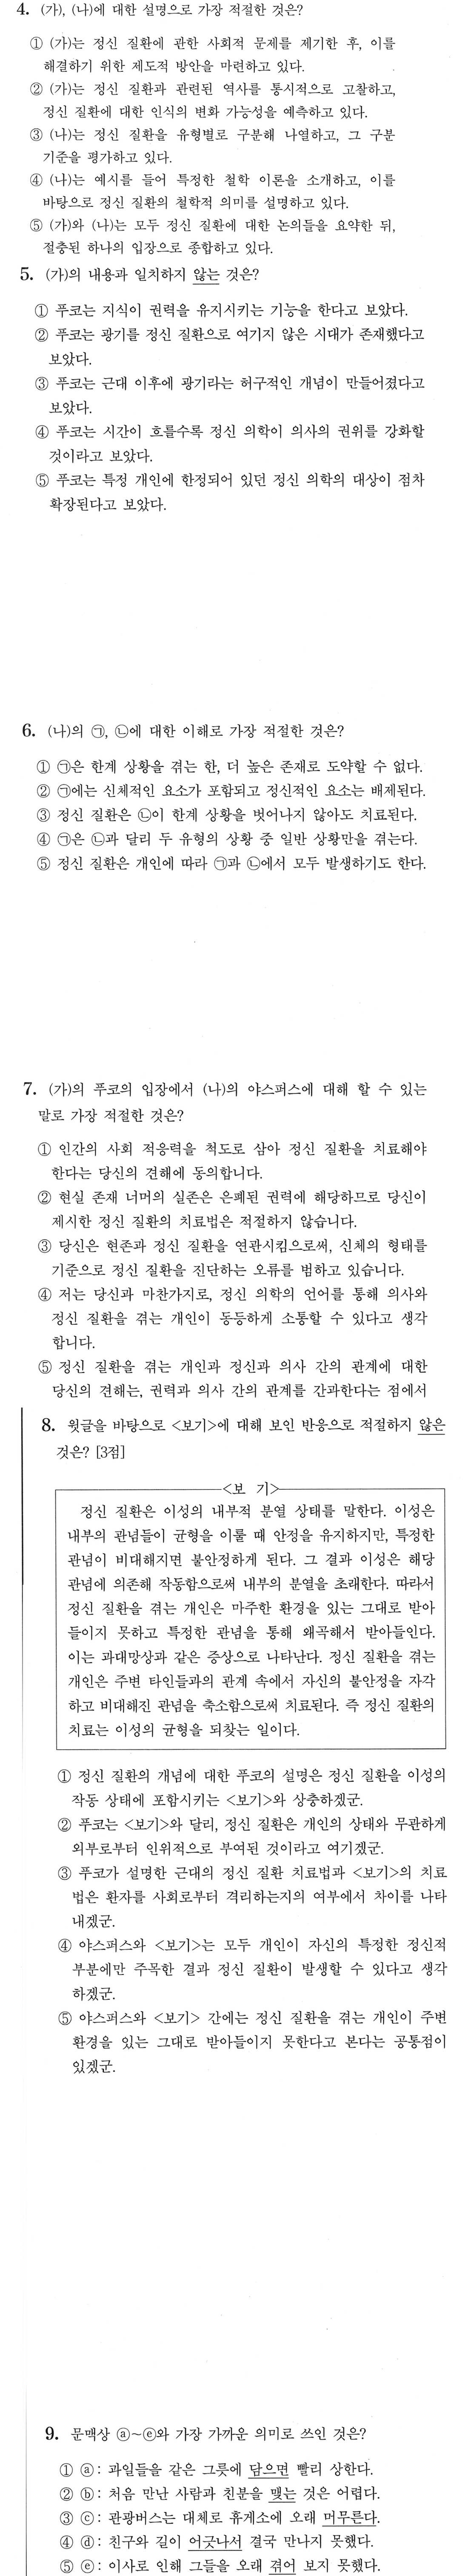 4. (가), (나)에 대한 설명으로 가장 적절한 것은?
① (가)는 정신 질환에 관한 사회적 문제를 제기한 후, 이를
해결하기 위한 제도적 방안을 마련하고 있다.
② (가)는 정신 질환과 관련된 역사를 통시적으로 고찰하고,
정신 질환에 대한 인식의 변화 가능성을 예측하고 있다.
③ (나)는 정신 질환을 유형별로 구분해 나열하고, 그 구분
기준을 평가하고 있다.
④ (나)는 예시를 들어 특정한 철학 이론을 소개하고, 이를
바탕으로 정신 질환의 철학적 의미를 설명하고 있다.
⑤ (가)와 (나)는 모두 정신 질환에 대한 논의들을 요약한 뒤,
절충된 하나의 입장으로 종합하고 있다.
5. (가)의 내용과 일치하지 않는 것은?
① 푸코는 지식이 권력을 유지시키는 기능을 한다고 보았다.
② 푸코는 광기를 정신 질환으로 여기지 않은 시대가 존재했다고
보았다.
③ 푸코는 근대 이후에 광기라는 허구적인 개념이 만들어졌다고
보았다.
④ 푸코는 시간이 흐를수록 정신 의학이 의사의 권위를 강화할
것이라고 보았다.
⑤ 푸코는 특정 개인에 한정되어 있던 정신 의학의 대상이 점차
확장된다고 보았다.
6. (나)의 ㉠, ㉡에 대한 이해로 가장 적절한 것은?
① ㉠은 한계 상황을 겪는 한, 더 높은 존재로 도약할 수 없다.
② ㉠에는 신체적인 요소가 포함되고 정신적인 요소는 배제된다.
③ 정신 질환은 ㉡이 한계 상황을 벗어나지 않아도 치료된다.
④ ㉠은 ㉡과 달리 두 유형의 상황 중 일반 상황만을 겪는다.
⑤ 정신 질환은 개인에 따라 ㉠과 ㉡에서 모두 발생하기도 한다.
7. (가)의 푸코의 입장에서 (나)의 야스퍼스에 대해 할 수 있는
말로 가장 적절한 것은?
① 인간의 사회 적응력을 척도로 삼아 정신 질환을 치료해야
한다는 당신의 견해에 동의합니다.
② 현실 존재 너머의 실존은 은폐된 권력에 해당하므로 당신이
제시한 정신 질환의 치료법은 적절하지 않습니다.
③ 당신은 현존과 정신 질환을 연관시킴으로써, 신체의 형태를
기준으로 정신 질환을 진단하는 오류를 범하고 있습니다.
④ 저는 당신과 마찬가지로, 정신 의학의 언어를 통해 의사와
정신 질환을 겪는 개인이 동등하게 소통할 수 있다고 생각
합니다.
⑤ 정신 질환을 겪는 개인과 정신과 의사 간의 관계에 대한
당신의 견해는, 권력과 의사 간의 관계를 간과한다는 점에서
8. 윗글을 바탕으로 <보기>에 대해 보인 반응으로 적절하지 않은
것은? [3점]
<보 기>
정신 질환은 이성의 내부적 분열 상태를 말한다. 이성은
내부의 관념들이 균형을 이룰 때 안정을 유지하지만, 특정한
관념이 비대해지면 불안정하게 된다. 그 결과 이성은 해당
관념에 의존해 작동함으로써 내부의 분열을 초래한다. 따라서
정신 질환을 겪는 개인은 마주한 환경을 있는 그대로 받아
들이지 못하고 특정한 관념을 통해 왜곡해서 받아들인다.
이는 과대망상과 같은 증상으로 나타난다. 정신 질환을 겪는
개인은 주변 타인들과의 관계 속에서 자신의 불안정을 자각
하고 비대해진 관념을 축소함으로써 치료된다. 즉 정신 질환의
치료는 이성의 균형을 되찾는 일이다.
① 정신 질환의 개념에 대한 푸코의 설명은 정신 질환을 이성의
작동 상태에 포함시키는 <보기>와 상충하겠군.
② 푸코는 <보기>와 달리, 정신 질환은 개인의 상태와 무관하게
외부로부터 인위적으로 부여된 것이라고 여기겠군.
③ 푸코가 설명한 근대의 정신 질환 치료법과 <보기>의 치료
법은 환자를 사회로부터 격리하는지의 여부에서 차이를 나타
내겠군.
④ 야스퍼스와 <보기>는 모두 개인이 자신의 특정한 정신적
부분에만 주목한 결과 정신 질환이 발생할 수 있다고 생각
하겠군.
⑤ 야스퍼스와 <보기> 간에는 정신 질환을 겪는 개인이 주변
환경을 있는 그대로 받아들이지 못한다고 본다는 공통점이
있겠군.
9. 문맥상 ⓐ~ⓔ와 가장 가까운 의미로 쓰인 것은?
① ⓐ: 과일들을 같은 그릇에 담으면 빨리 상한다.
② ⓑ: 처음 만난 사람과 친분을 맺는 것은 어렵다.
③ ⓒ: 관광버스는 대체로 휴게소에 오래 머무른다.
④ ⓓ: 친구와 길이 어긋나서 결국 만나지 못했다.
⑤ ⓔ: 이사로 인해 그들을 오래 겪어 보지 못했다.